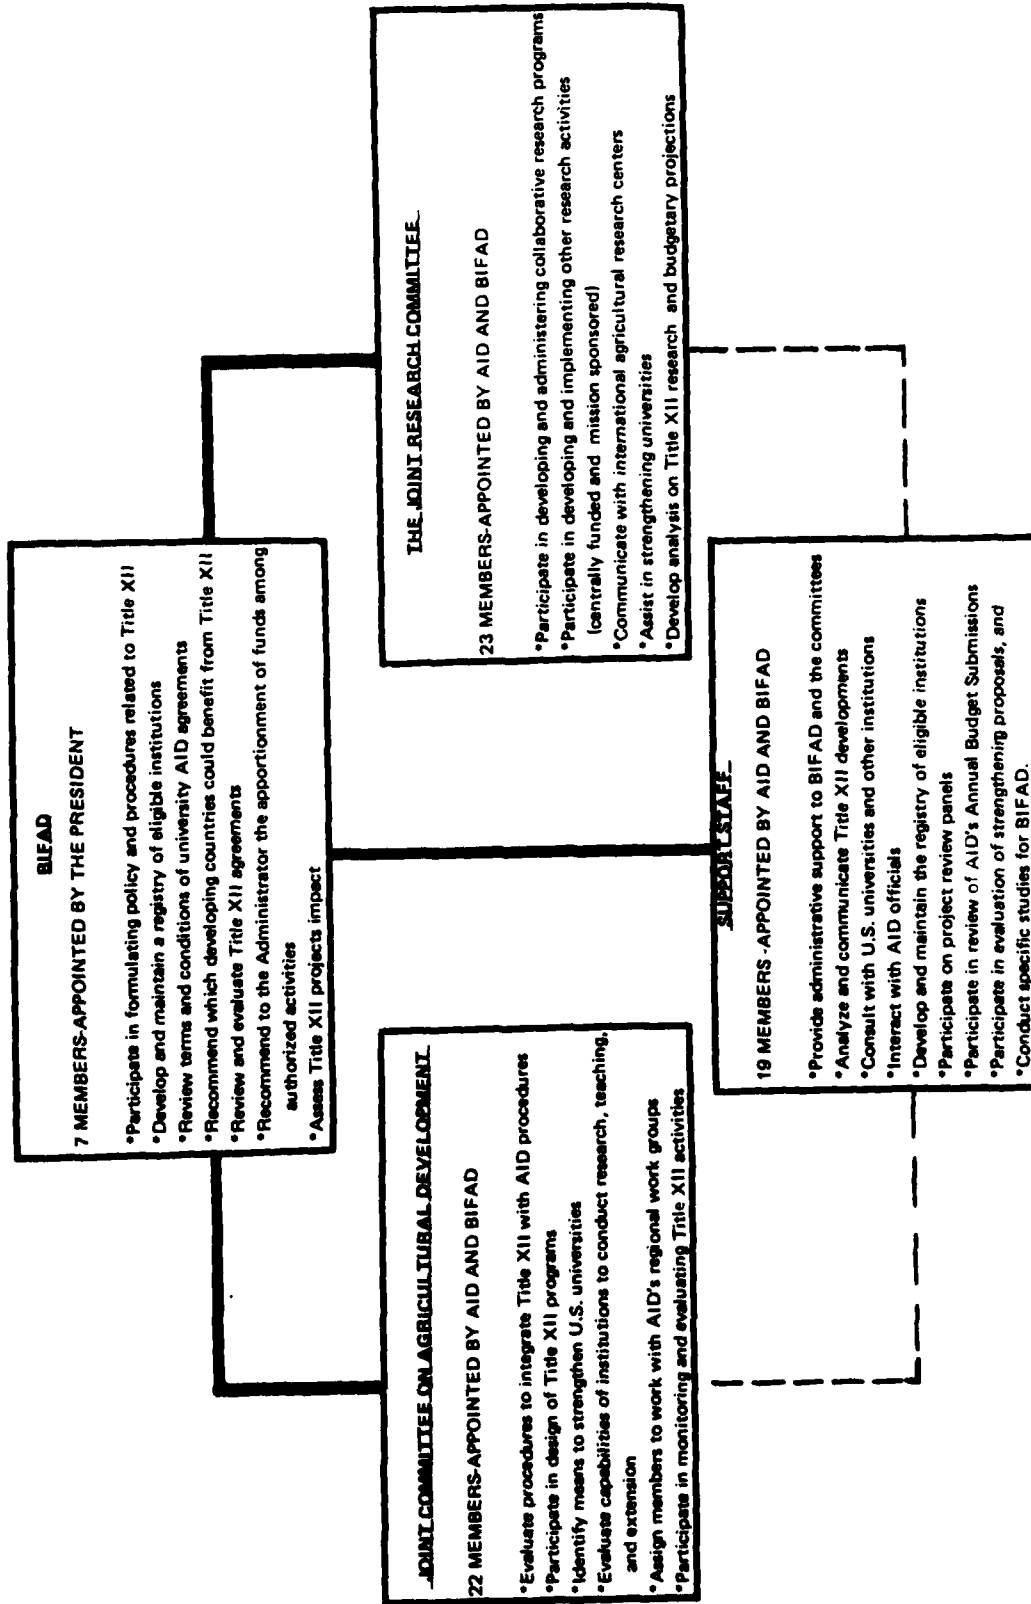 BIFAD
7 MEMBERS-APPOINTED BY THE PRESIDENT
*Participate in formulating policy and procedures related to Title XII
*Develop and maintain a registry of eligible institutions
*Review terms and conditions of university AID agreements
*Recommend which developing countries could benefit from Title XII
*Review and evaluate Title XII agreements
*Recommend to the Administrator the apportionment of funds among
authorized activities
*Assess Title XII projects impact
JOINT COMMITTEE ON AGRICULTURAL DEVELOPMENT
22 MEMBERS-APPOINTED BY AID AND BIFAD
*Evaluate procedures to integrate Title XII with AID procedures
*Participate in design of Title XII programs
*Identify means to strengthen U.S. universities
*Evaluate capabilities of institutions to conduct research, teaching,
and extension
*Assign members to work with AID's regional work groups
*Participate in monitoring and evaluating Title XII activities
THE JOINT RESEARCH COMMITTEE
23 MEMBERS-APPOINTED BY AID AND BIFAD
*Participate in developing and administering collaborative research programs
*Participate in developing and implementing other research activities
(centrally funded and mission sponsored)
*Communicate with international agricultural research centers
*Assist in strengthening universities
*Develop analysis on Title XII research and budgetary projections
SUPPORT STAFF
19 MEMBERS-APPOINTED BY AID AND BIFAD
*Provide administrative support to BIFAD and the committees
*Analyze and communicate Title XII developments
*Consult with U.S. universities and other institutions
*Interact with AID officials
*Develop and maintain the registry of eligible institutions
*Participate on project review panels
*Participate in review of AID's Annual Budget Submissions
*Participate in evaluation of strengthening proposals, and
*Conduct specific studies for BIFAD.